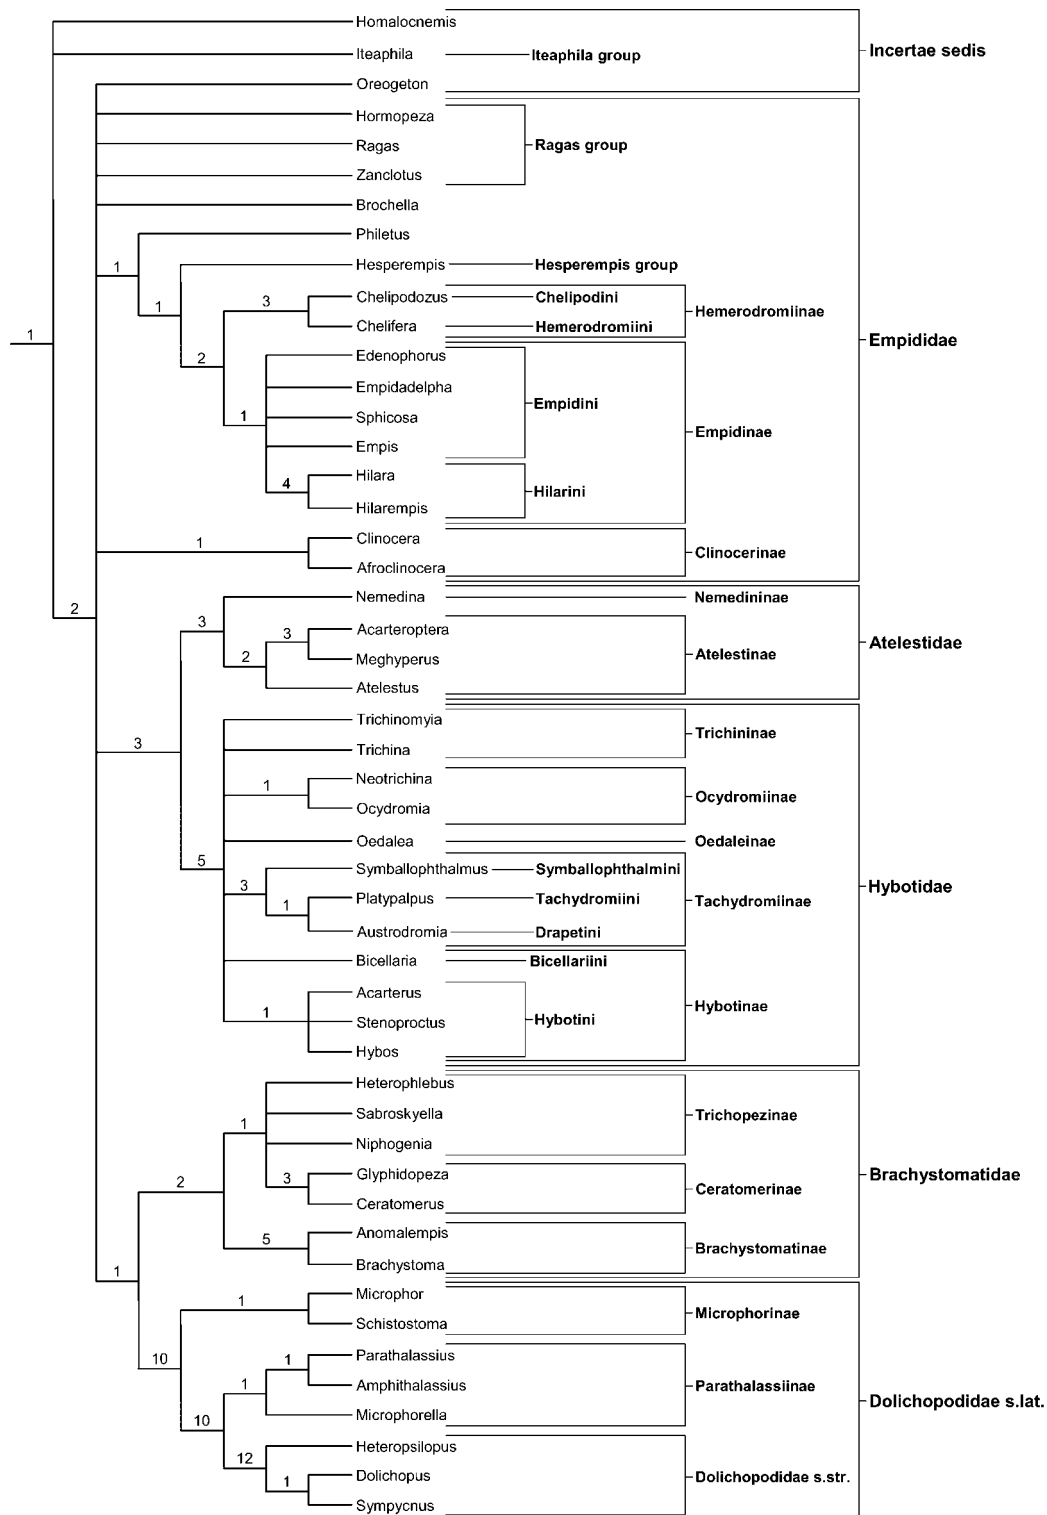 Homalocnemis
Iteaphila Iteaphila group
Incertae sedis
Oreogeton
Hormopeza
Ragas Ragas group
Zanclotus
Brochella
Philetus
1
Hesperempis Hesperempis group
1
3 Chelipodozus Chelipodini
Hemerodromiinae
Chelifera Hemerodromiini
1
Empididae
2
Edenophorus
Empidadelpha
Empidini
1
Sphicosa
Empidinae
Empis
Hilara
4
Hilarini
Hilarempis
Clinocera
1
Clinocerinae
Afroclinocera
Nemedina Nemedininae
2
3
Acarteroptera
3
Atelestidae
2
Meghyperus Atelestinae
Atelestus
Trichinomyia
Trichininae
3
Trichina
Neotrichina
1
Ocydromiinae
Ocydromia
Oedalea Oedaleinae
5
Symballophthalmus Symballophthalmini
3
Hybotidae
Platypalpus Tachydromiini Tachydromiinae
1
Austrodromia Drapetini
Bicellaria Bicellariini
Acarterus
Hybotinae
1
Stenoproctus Hybotini
Hybos
Heterophlebus
Sabroskyella Trichopezinae
1
Niphogenia
Glyphidopeza
3
Brachystomatidae
2
Ceratomerinae
Ceratomerus
Anomalempis
5
Brachystomatinae
Brachystoma
1
Microphor
1
Microphorinae
Schistostoma
Parathalassius
10
1
Amphithalassius Parathalassiinae
1
Dolichopodidae s.lat.
Microphorella
10
Heteropsilopus
12
Dolichopus Dolichopodidae s.str.
1
Sympycnus